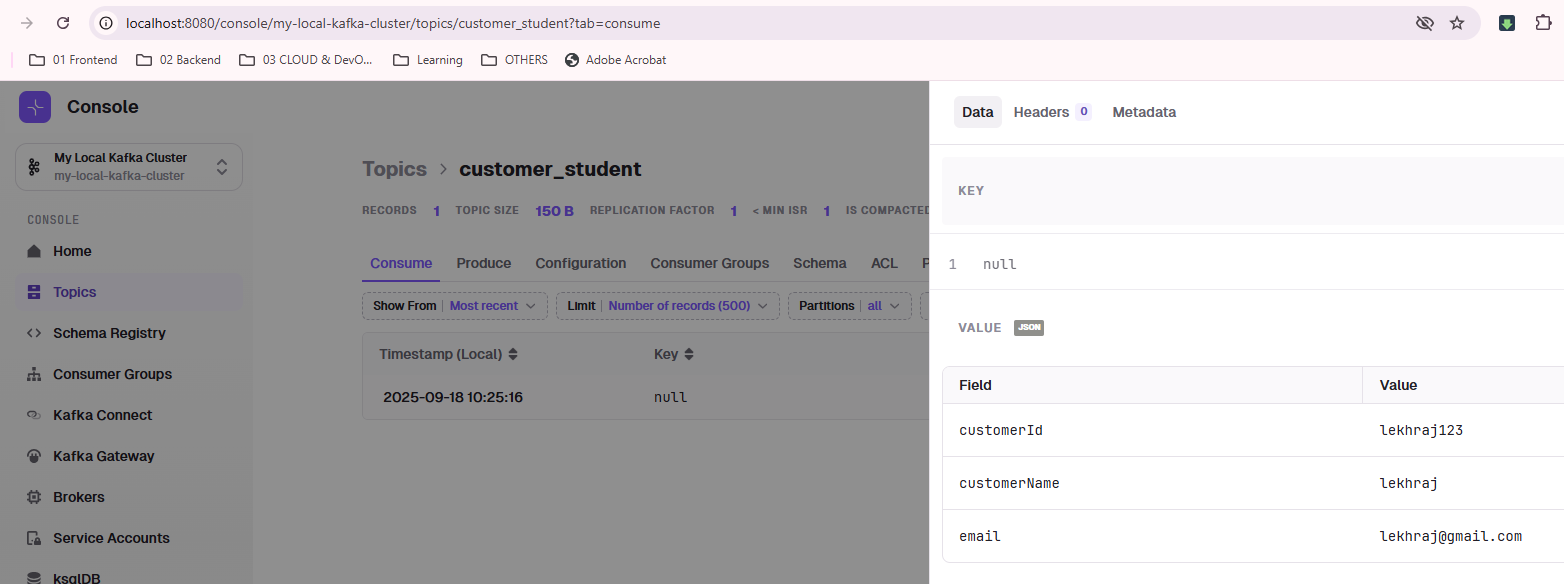 localhost:8080/console/my-local-kafka-cluster/topics/customer_student?tab=consume
01 Frontend 02 Backend 03 CLOUD & DevO... Learning OTHERS Adobe Acrobat
Console
My Local Kafka Cluster
my-local-kafka-cluster
CONSOLE
Home
Topics
Schema Registry
Consumer Groups
Kafka Connect
Kafka Gateway
Brokers
Service Accounts
ksqlDB
Topics > customer_student
RECORDS 1 TOPIC SIZE 150 B REPLICATION FACTOR 1 < MIN ISR 1 IS COMPACTED
Consume Produce Configuration Consumer Groups Schema ACL P
Show From Most recent Limit Number of records (500) Partitions all
Timestamp (Local) Key
2025-09-18 10:25:16 null
Data Headers 0 Metadata
KEY
1 null
VALUE JSON
Field Value
customerId lekhraj123
customerName lekhraj
email lekhraj@gmail.com